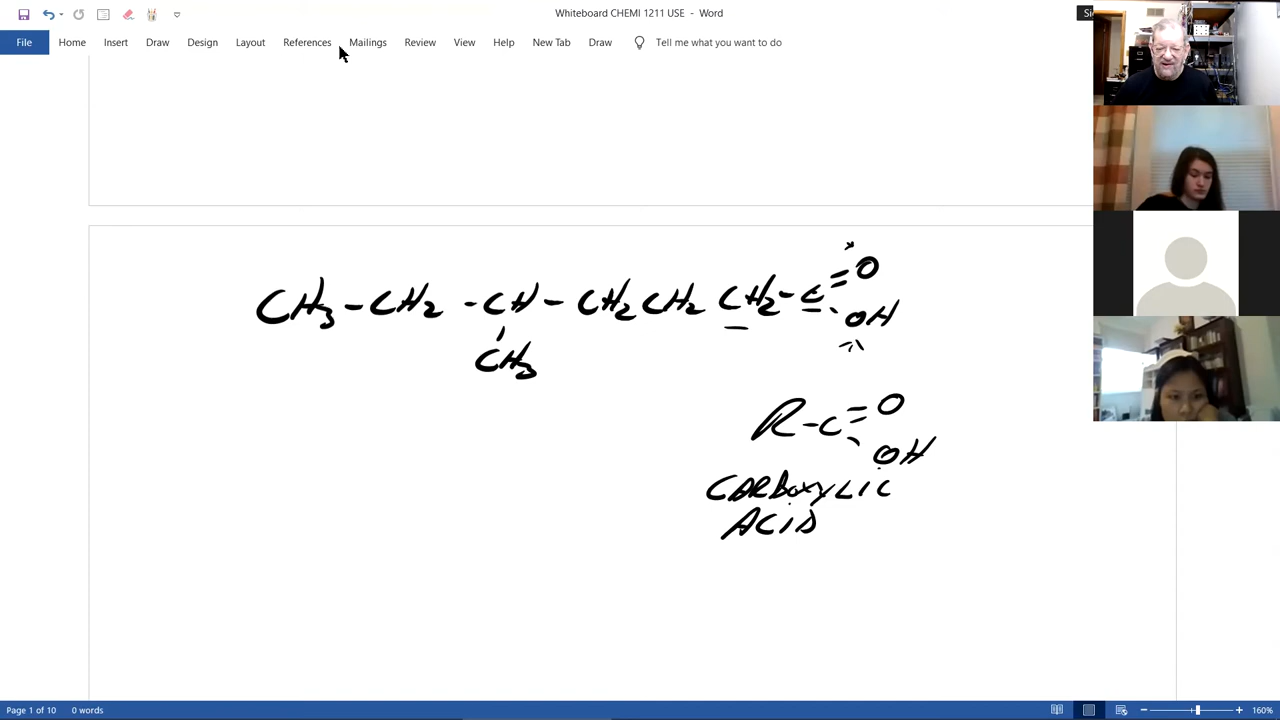 Whiteboard CHEMI 1211 USE - Word
File Home Insert Draw Design Layout References Mailings Review View Help New Tab Draw Tell me what you want to do
CH3-CH2-CH-CH2CH2CH2-C=O
OH
CH3
R-C=O
OH
CARBOXYLIC
ACID
Page 1 of 10 0 words 160%